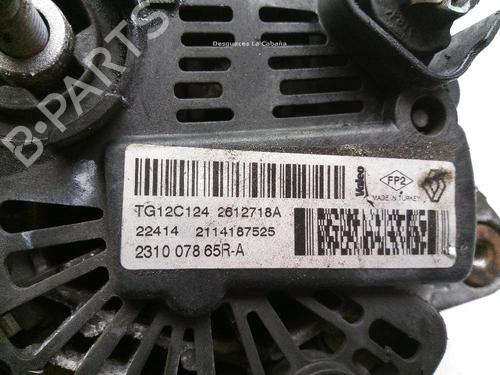 Desguaces La Cabaña
B-PARTS
Valeo
FP2
MADE IN TURKEY
TG12C124 2612718A
22414 2114187525
2310 078 65R-A